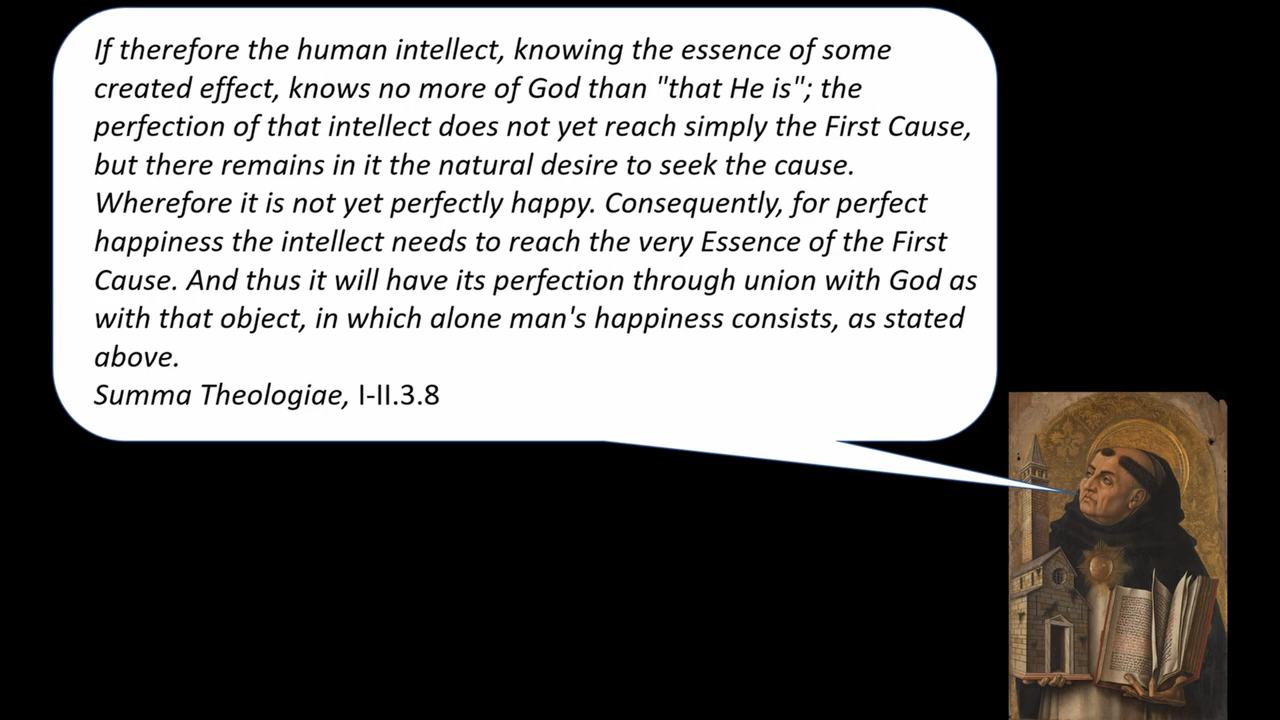 If therefore the human intellect, knowing the essence of some
created effect, knows no more of God than "that He is"; the
perfection of that intellect does not yet reach simply the First Cause,
but there remains in it the natural desire to seek the cause.
Wherefore it is not yet perfectly happy. Consequently, for perfect
happiness the intellect needs to reach the very Essence of the First
Cause. And thus it will have its perfection through union with God as
with that object, in which alone man's happiness consists, as stated
above.
Summa Theologiae, I-II.3.8